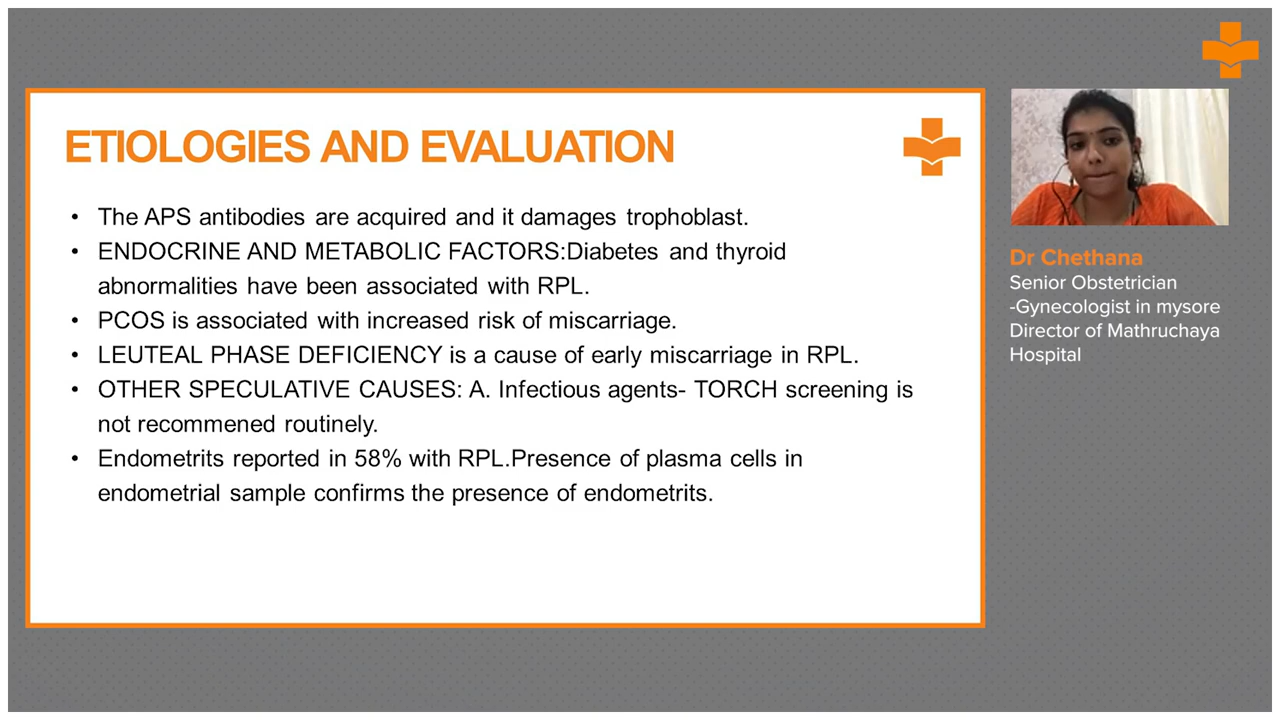 ETIOLOGIES AND EVALUATION
• The APS antibodies are acquired and it damages trophoblast.
• ENDOCRINE AND METABOLIC FACTORS:Diabetes and thyroid
abnormalities have been associated with RPL.
• PCOS is associated with increased risk of miscarriage.
• LEUTEAL PHASE DEFICIENCY is a cause of early miscarriage in RPL.
• OTHER SPECULATIVE CAUSES: A. Infectious agents- TORCH screening is
not recommened routinely.
• Endometrits reported in 58% with RPL.Presence of plasma cells in
endometrial sample confirms the presence of endometrits.
Dr Chethana
Senior Obstetrician
-Gynecologist in mysore
Director of Mathruchaya
Hospital